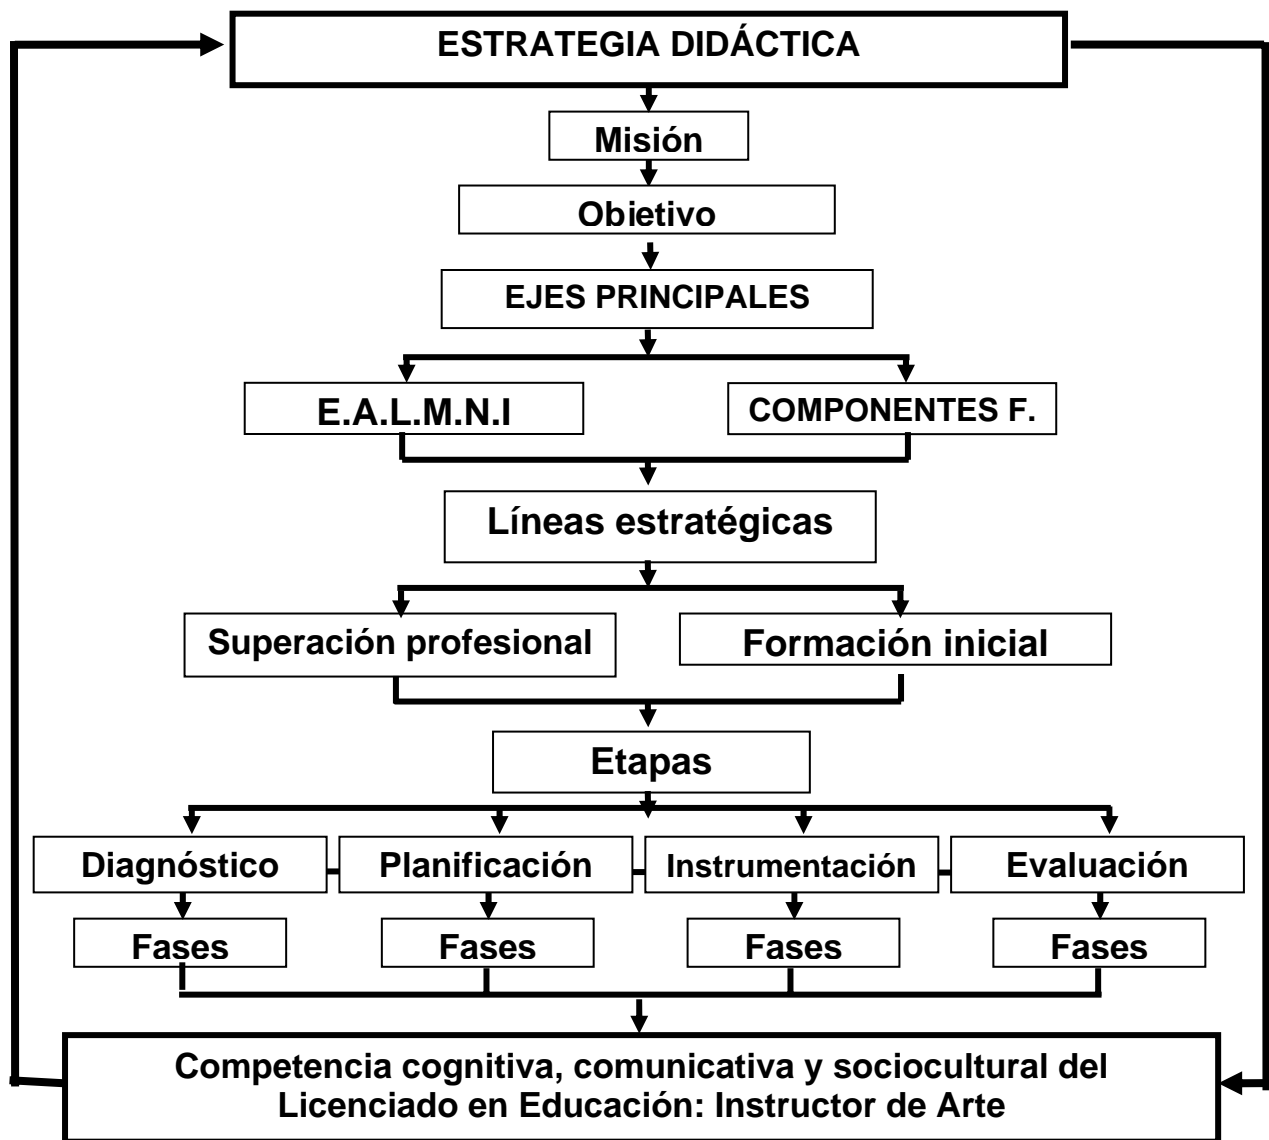 ESTRATEGIA DIDÁCTICA
Misión
Objetivo
EJES PRINCIPALES
E.A.L.M.N.I
COMPONENTES F.
Líneas estratégicas
Superación profesional
Formación inicial
Etapas
Diagnóstico
Planificación
Instrumentación
Evaluación
Fases
Fases
Fases
Fases
Competencia cognitiva, comunicativa y sociocultural del
Licenciado en Educación: Instructor de Arte